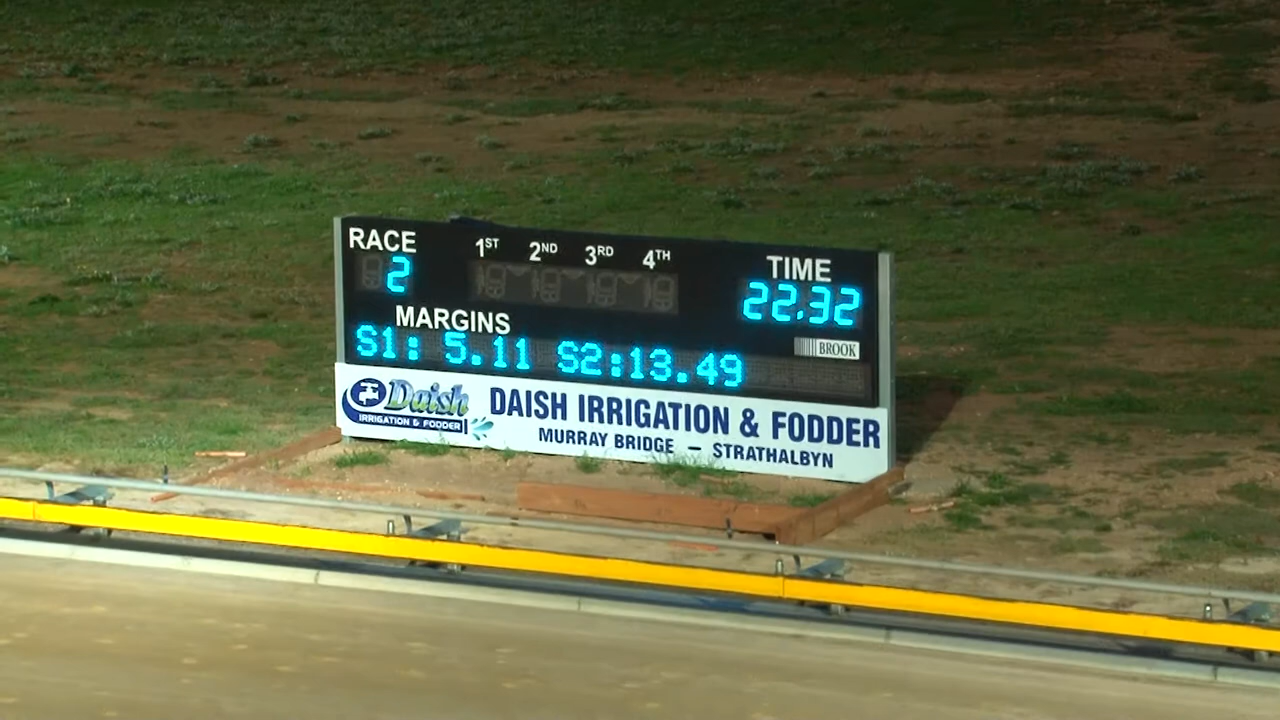 RACE 1ST 2ND 3RD 4TH TIME
2 22.32
MARGINS
BROOK
S1: 5.11 S2:13.49
Daish
IRRIGATION & FODDER
DAISH IRRIGATION & FODDER
MURRAY BRIDGE – STRATHALBYN